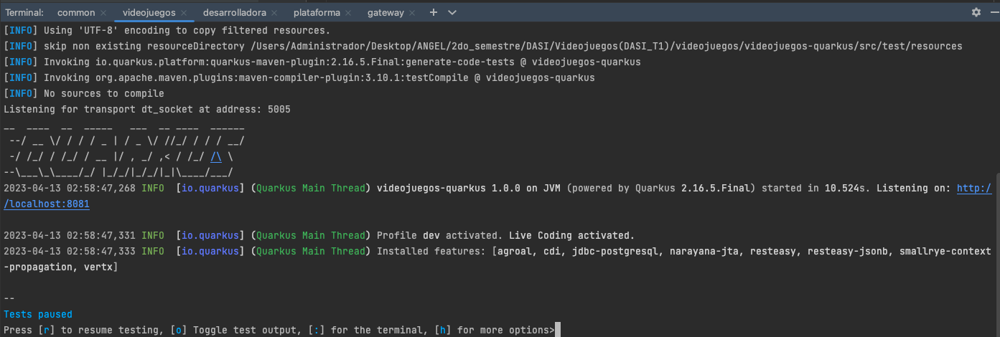 Terminal: common × videojuegos × desarrolladora × plataforma × gateway × +
[INFO] Using 'UTF-8' encoding to copy filtered resources.
[INFO] skip non existing resourceDirectory /Users/Administrador/Desktop/ANGEL/2do_semestre/DASI/Videojuegos(DASI_T1)/videojuegos/videojuegos-quarkus/src/test/resources
[INFO] Invoking io.quarkus.platform:quarkus-maven-plugin:2.16.5.Final:generate-code-tests @ videojuegos-quarkus
[INFO] Invoking org.apache.maven.plugins:maven-compiler-plugin:3.10.1:testCompile @ videojuegos-quarkus
[INFO] No sources to compile
Listening for transport dt_socket at address: 5005
__  ____  __  _____   ___  __ ____  ______
 --/ __ \/ / / / _ | / _ \/ //_/ / / / __/
 -/ /_/ / /_/ / __ |/ , _/ ,< / /_/ /\ \
--\___\_\____/_/ |_/_/|_/_/|_|\____/___/
2023-04-13 02:58:47,268 INFO  [io.quarkus] (Quarkus Main Thread) videojuegos-quarkus 1.0.0 on JVM (powered by Quarkus 2.16.5.Final) started in 10.524s. Listening on: http:/
/localhost:8081
2023-04-13 02:58:47,331 INFO  [io.quarkus] (Quarkus Main Thread) Profile dev activated. Live Coding activated.
2023-04-13 02:58:47,333 INFO  [io.quarkus] (Quarkus Main Thread) Installed features: [agroal, cdi, jdbc-postgresql, narayana-jta, resteasy, resteasy-jsonb, smallrye-context
-propagation, vertx]
--
Tests paused
Press [r] to resume testing, [o] Toggle test output, [:] for the terminal, [h] for more options>